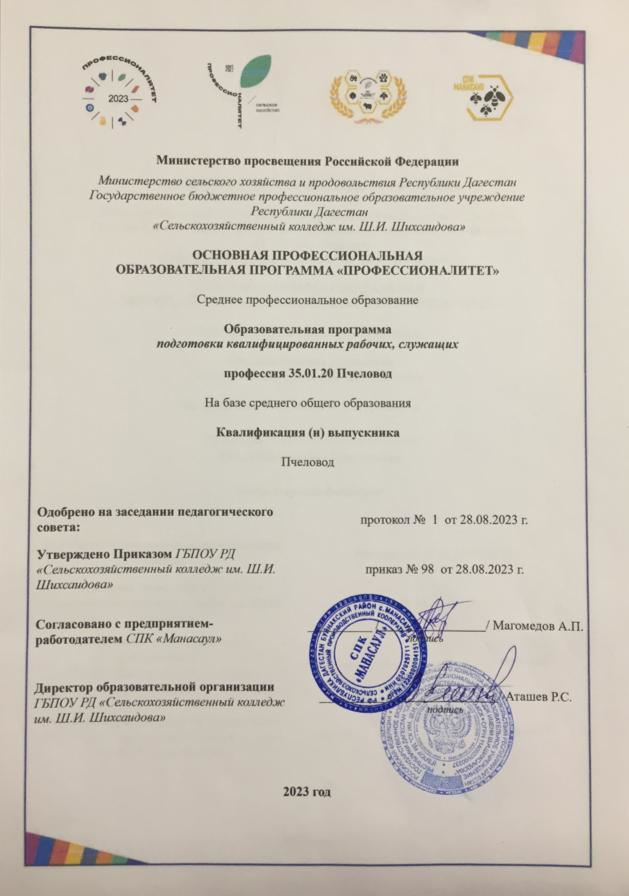 ПРОФЕССИОНАЛИТЕТ
2023
ПРОФЕССИОНАЛИТЕТ
сельское
хозяйство
СПК
МАНАСАУЛ
Министерство просвещения Российской Федерации
Министерство сельского хозяйства и продовольствия Республики Дагестан
Государственное бюджетное профессиональное образовательное учреждение
Республики Дагестан
«Сельскохозяйственный колледж им. Ш.И. Шихсаидова»
ОСНОВНАЯ ПРОФЕССИОНАЛЬНАЯ
ОБРАЗОВАТЕЛЬНАЯ ПРОГРАММА «ПРОФЕССИОНАЛИТЕТ»
Среднее профессиональное образование
Образовательная программа
подготовки квалифицированных рабочих, служащих
профессия 35.01.20 Пчеловод
На базе среднего общего образования
Квалификация (и) выпускника
Пчеловод
Одобрено на заседании педагогического
совета:
протокол № 1 от 28.08.2023 г.
Утверждено Приказом ГБПОУ РД
«Сельскохозяйственный колледж им. Ш.И.
Шихсаидова»
приказ № 98 от 28.08.2023 г.
Согласовано с предприятием-
работодателем СПК «Манасаул»
/ Магомедов А.П.
подпись
СПК
«МАНАСАУЛ»
Директор образовательной организации
ГБПОУ РД «Сельскохозяйственный колледж
им. Ш.И. Шихсаидова»
Аташев Р.С.
подпись
2023 год